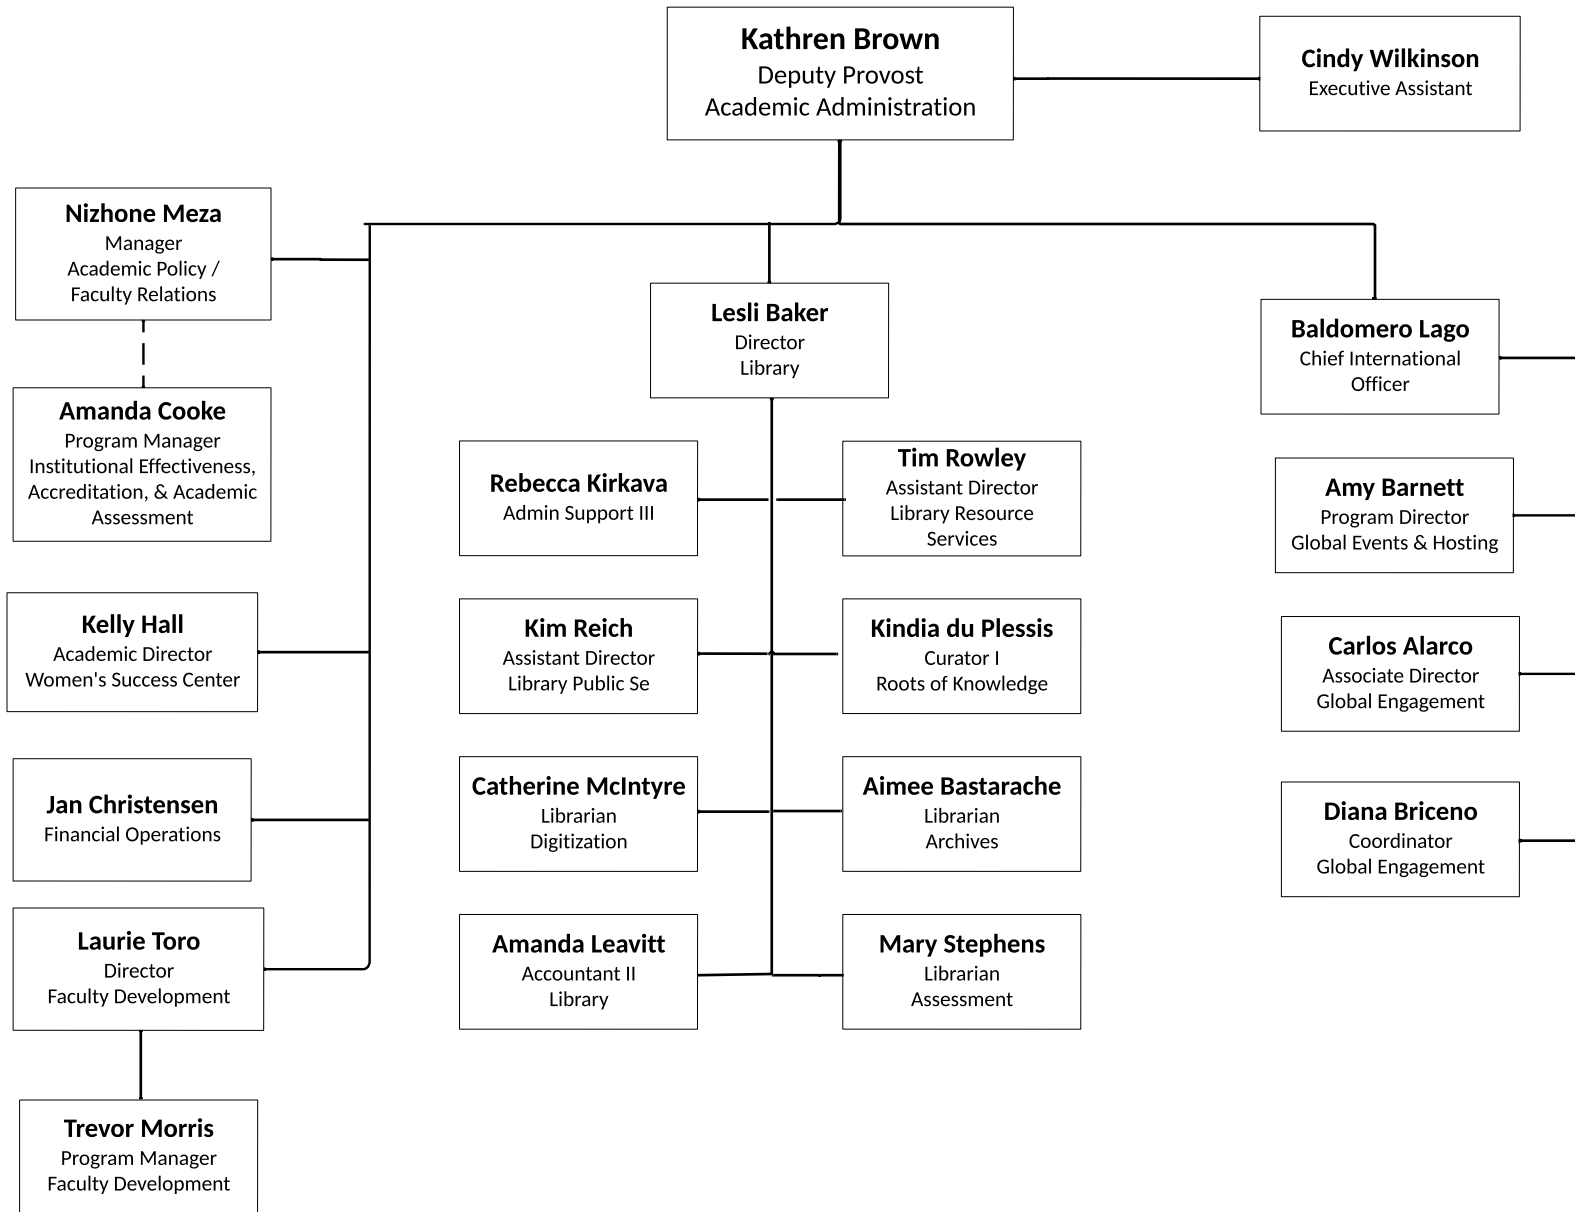 Kathren Brown
Deputy Provost
Academic Administration
Cindy Wilkinson
Executive Assistant
Nizhone Meza
Manager
Academic Policy /
Faculty Relations
Amanda Cooke
Program Manager
Institutional Effectiveness,
Accreditation, & Academic
Assessment
Kelly Hall
Academic Director
Women's Success Center
Jan Christensen
Financial Operations
Laurie Toro
Director
Faculty Development
Trevor Morris
Program Manager
Faculty Development
Lesli Baker
Director
Library
Rebecca Kirkava
Admin Support III
Tim Rowley
Assistant Director
Library Resource
Services
Kim Reich
Assistant Director
Library Public Se
Kindia du Plessis
Curator I
Roots of Knowledge
Catherine McIntyre
Librarian
Digitization
Aimee Bastarache
Librarian
Archives
Amanda Leavitt
Accountant II
Library
Mary Stephens
Librarian
Assessment
Baldomero Lago
Chief International
Officer
Amy Barnett
Program Director
Global Events & Hosting
Carlos Alarco
Associate Director
Global Engagement
Diana Briceno
Coordinator
Global Engagement